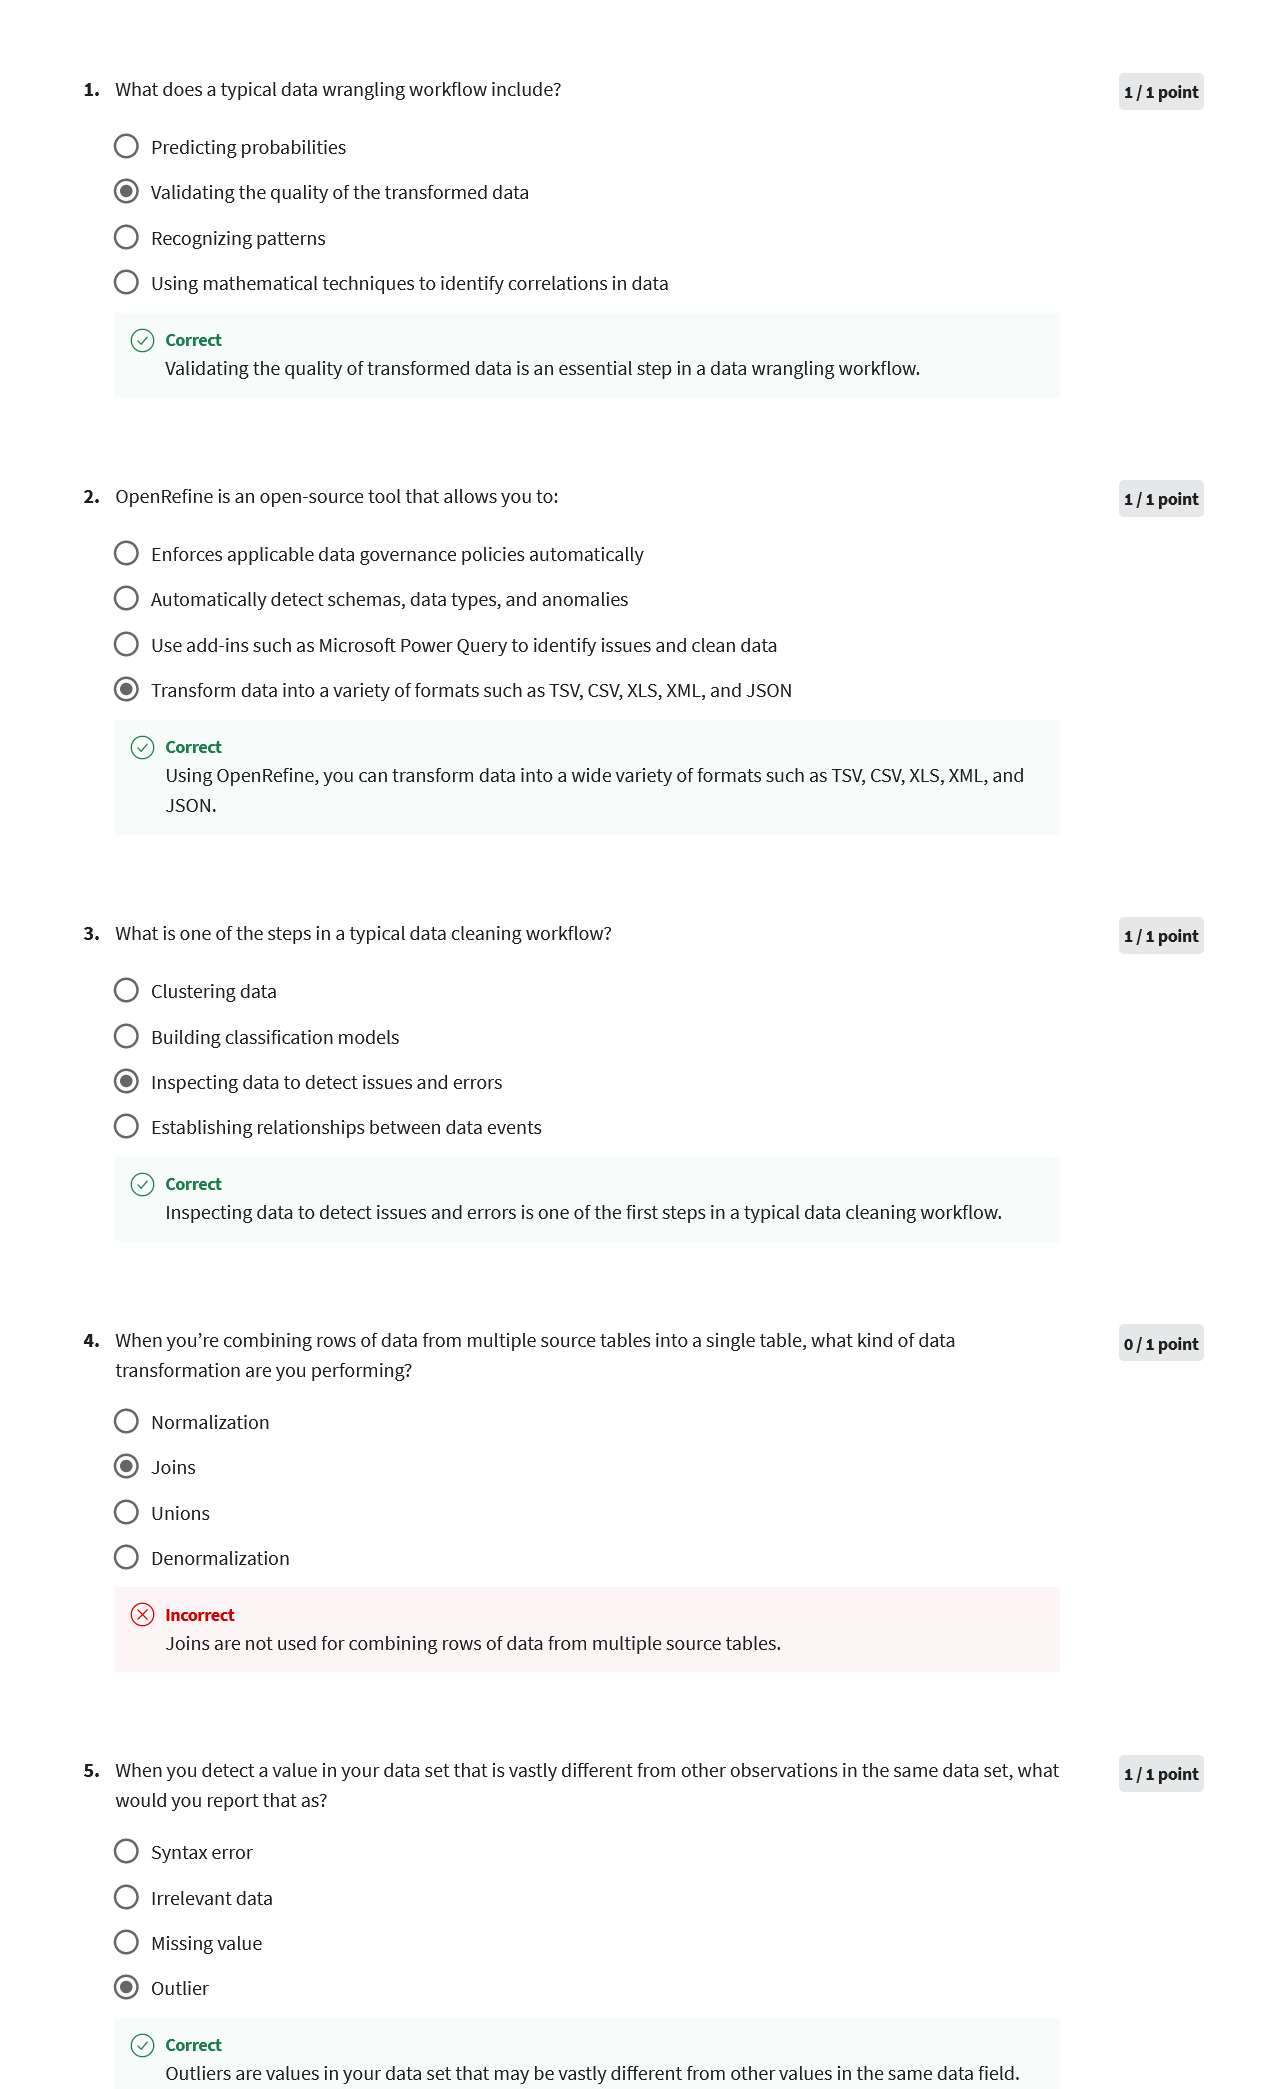 1. What does a typical data wrangling workflow include?
1 / 1 point
Predicting probabilities
Validating the quality of the transformed data
Recognizing patterns
Using mathematical techniques to identify correlations in data
Correct
Validating the quality of transformed data is an essential step in a data wrangling workflow.
2. OpenRefine is an open-source tool that allows you to:
1 / 1 point
Enforces applicable data governance policies automatically
Automatically detect schemas, data types, and anomalies
Use add-ins such as Microsoft Power Query to identify issues and clean data
Transform data into a variety of formats such as TSV, CSV, XLS, XML, and JSON
Correct
Using OpenRefine, you can transform data into a wide variety of formats such as TSV, CSV, XLS, XML, and
JSON.
3. What is one of the steps in a typical data cleaning workflow?
1 / 1 point
Clustering data
Building classification models
Inspecting data to detect issues and errors
Establishing relationships between data events
Correct
Inspecting data to detect issues and errors is one of the first steps in a typical data cleaning workflow.
4. When you’re combining rows of data from multiple source tables into a single table, what kind of data
0 / 1 point
transformation are you performing?
Normalization
Joins
Unions
Denormalization
Incorrect
Joins are not used for combining rows of data from multiple source tables.
5. When you detect a value in your data set that is vastly different from other observations in the same data set, what
1 / 1 point
would you report that as?
Syntax error
Irrelevant data
Missing value
Outlier
Correct
Outliers are values in your data set that may be vastly different from other values in the same data field.